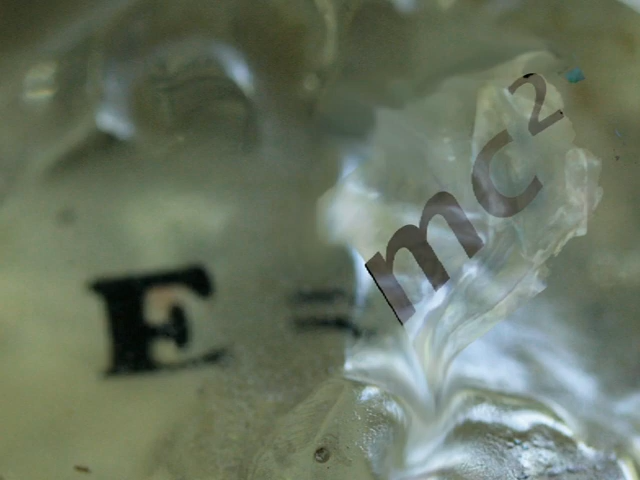 E = mc²